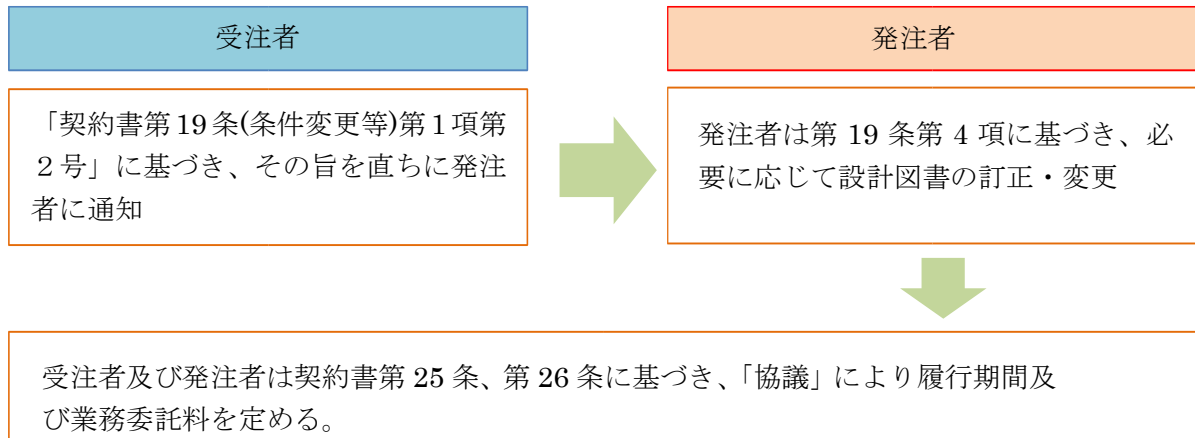 受注者
発注者
「契約書第19条(条件変更等)第1項第
2号」に基づき、その旨を直ちに発注
者に通知
発注者は第 19 条第 4 項に基づき、必
要に応じて設計図書の訂正・変更
受注者及び発注者は契約書第 25 条、第 26 条に基づき、「協議」により履行期間及
び業務委託料を定める。